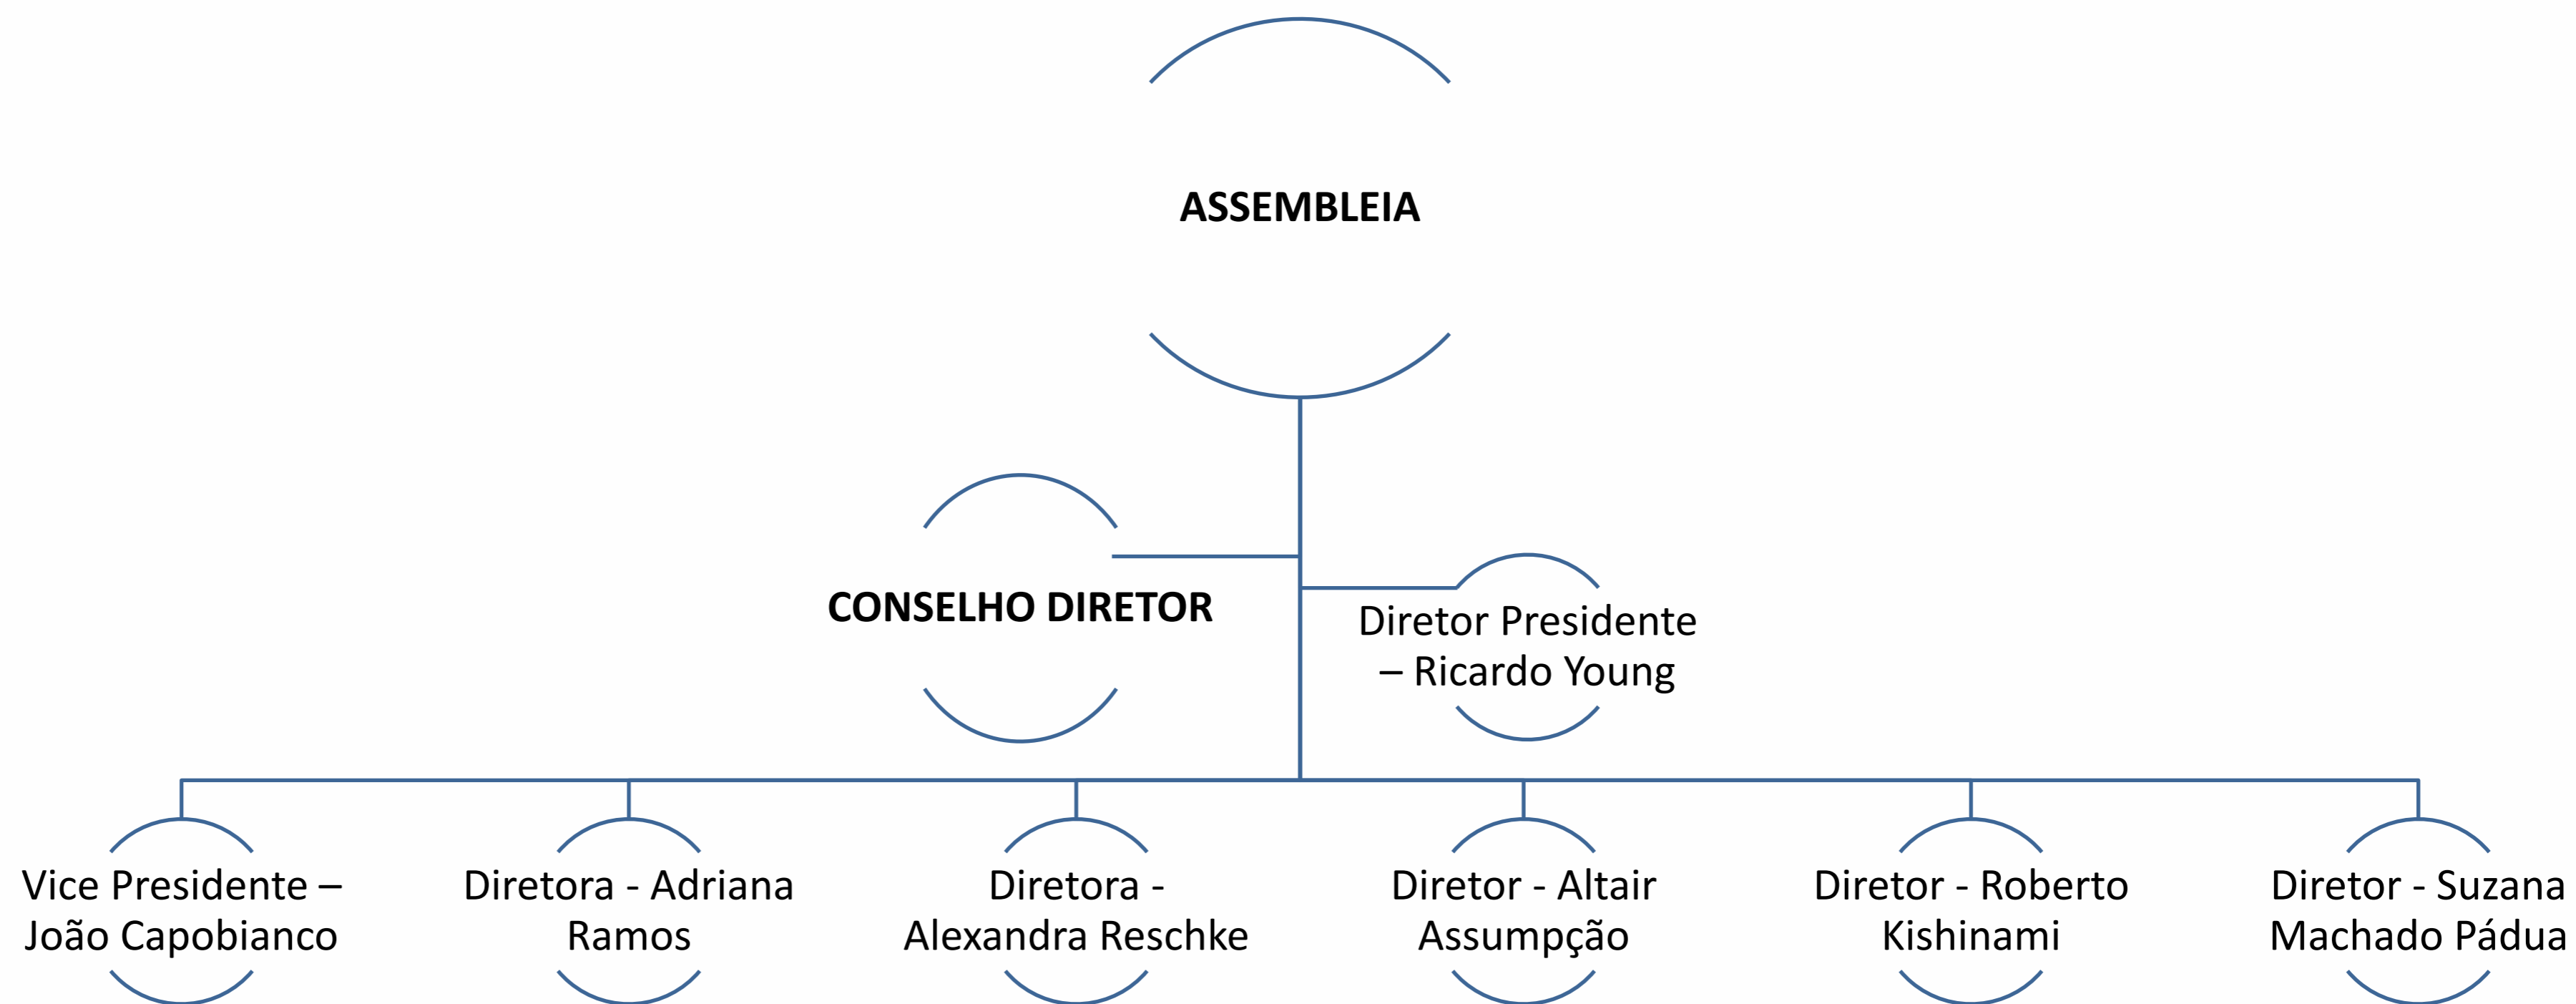 ASSEMBLEIA
CONSELHO DIRETOR
Diretor Presidente
– Ricardo Young
Vice Presidente –
João Capobianco
Diretora - Adriana
Ramos
Diretora -
Alexandra Reschke
Diretor - Altair
Assumpção
Diretor - Roberto
Kishinami
Diretor - Suzana
Machado Pádua